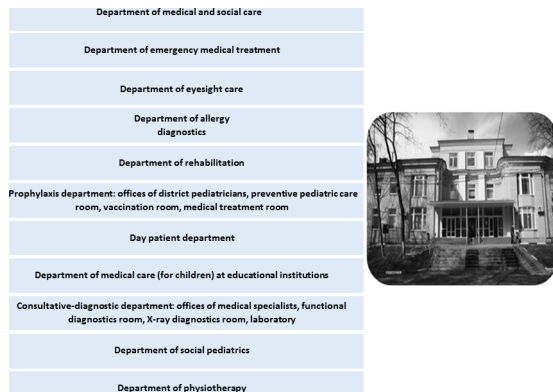 Department of medical and social care
Department of emergency medical treatment
Department of eyesight care
Department of allergy
diagnostics
Department of rehabilitation
Prophylaxis department: offices of district pediatricians, preventive pediatric care
room, vaccination room, medical treatment room
Day patient department
Department of medical care (for children) at educational institutions
Consultative-diagnostic department: offices of medical specialists, functional
diagnostics room, X-ray diagnostics room, laboratory
Department of social pediatrics
Department of physiotherapy